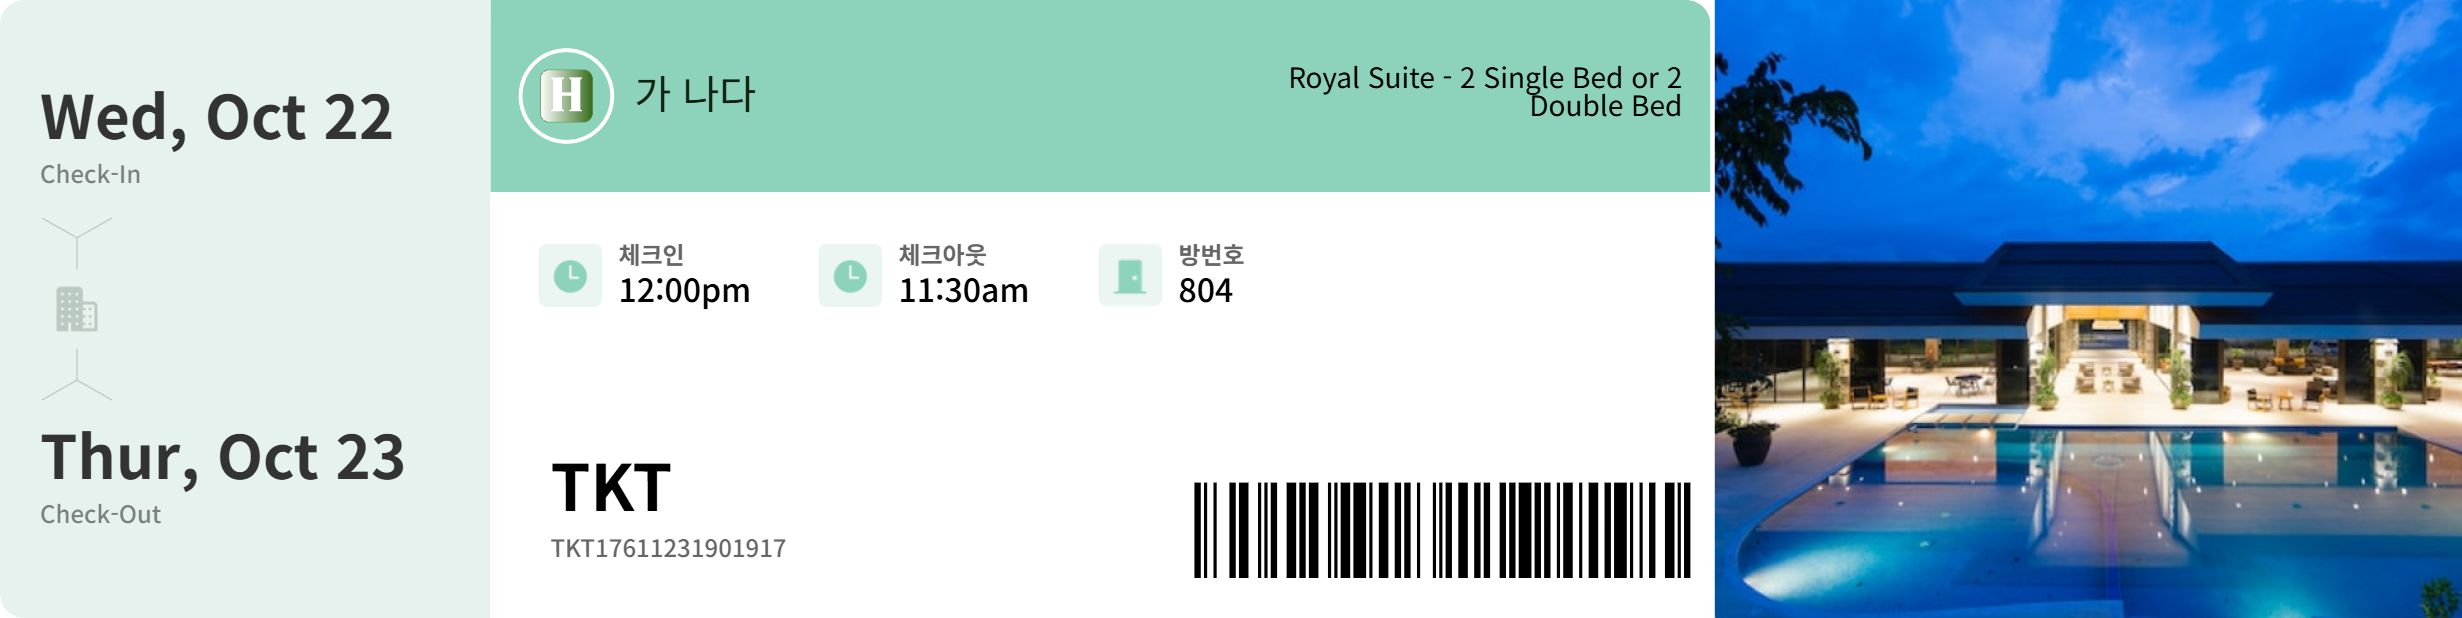 Wed, Oct 22
Check-In
Thur, Oct 23
Check-Out
H
가 나다
Royal Suite - 2 Single Bed or 2
Double Bed
체크인
12:00pm
체크아웃
11:30am
방번호
804
TKT
TKT17611231901917